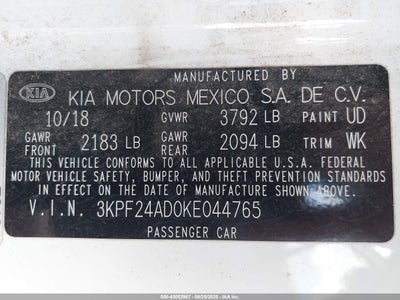 MANUFACTURED BY
KIA KIA MOTORS MEXICO S.A. DE C.V.
10/18 GVWR 3792 LB PAINT UD
GAWR FRONT 2183 LB GAWR REAR 2094 LB TRIM WK
THIS VEHICLE CONFORMS TO ALL APPLICABLE U.S.A. FEDERAL
MOTOR VEHICLE SAFETY, BUMPER, AND THEFT PREVENTION STANDARDS
IN EFFECT ON THE DATE OF MANUFACTURE SHOWN ABOVE.
V.I.N. 3KPF24AD0KE044765
PASSENGER CAR